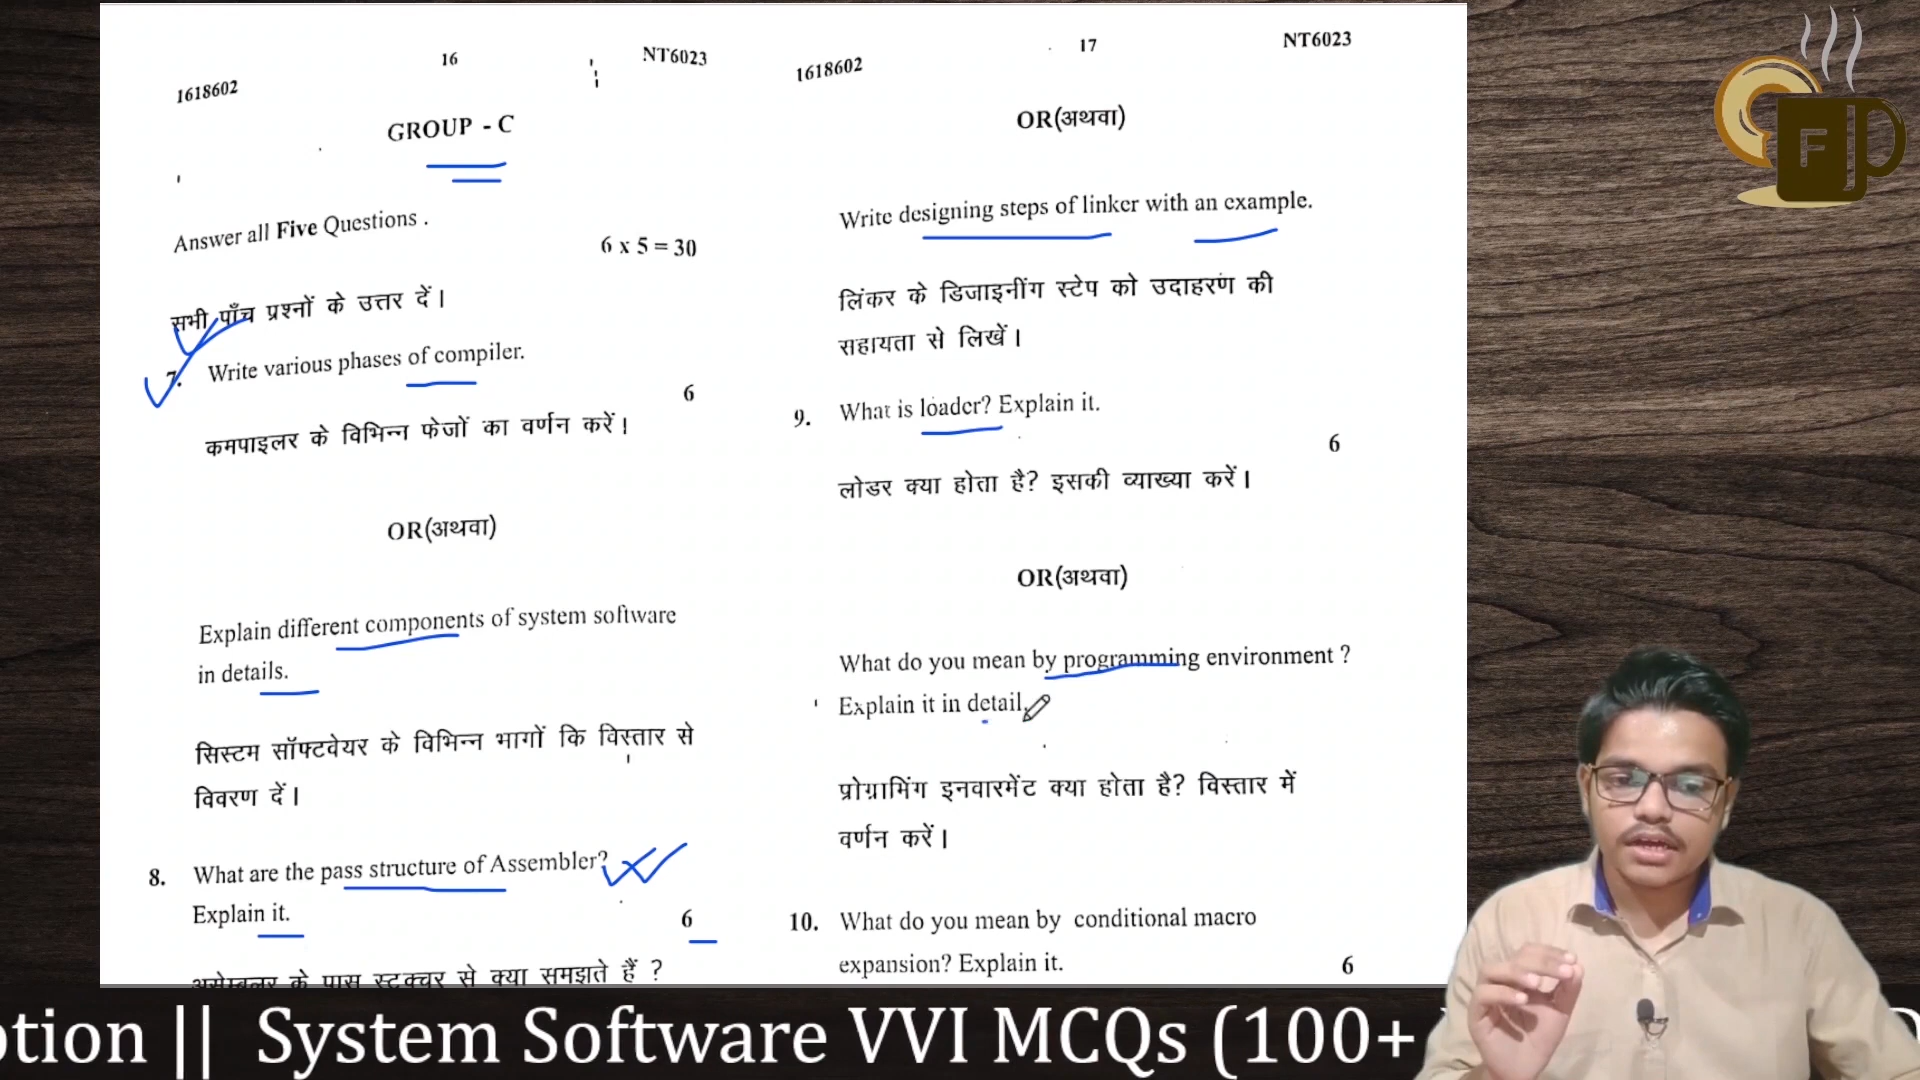 1618602
16
NT6023
GROUP - C
Answer all Five Questions .
6 x 5 = 30
सभी पाँच प्रश्नों के उत्तर दें।
7. Write various phases of compiler.
6
कमपाइलर के विभिन्न फेजों का वर्णन करें।
OR(अथवा)
Explain different components of system software
in details.
सिस्टम सॉफ्टवेयर के विभिन्न भागों कि विस्तार से
विवरण दें।
8. What are the pass structure of Assembler?
Explain it.
6
असेम्बलर के पास स्टक्चर से क्या समझते हैं ?
1618602
17
NT6023
OR(अथवा)
Write designing steps of linker with an example.
लिंकर के डिजाइनींग स्टेप को उदाहरण की
सहायता से लिखें।
9. What is loader? Explain it.
6
लोडर क्या होता है? इसकी व्याख्या करें।
OR(अथवा)
What do you mean by programming environment ?
Explain it in detail.
प्रोग्रामिंग इनवारमेंट क्या होता है? विस्तार में
वर्णन करें।
10. What do you mean by conditional macro
expansion? Explain it.
6
otion || System Software VVI MCQs (100+
F